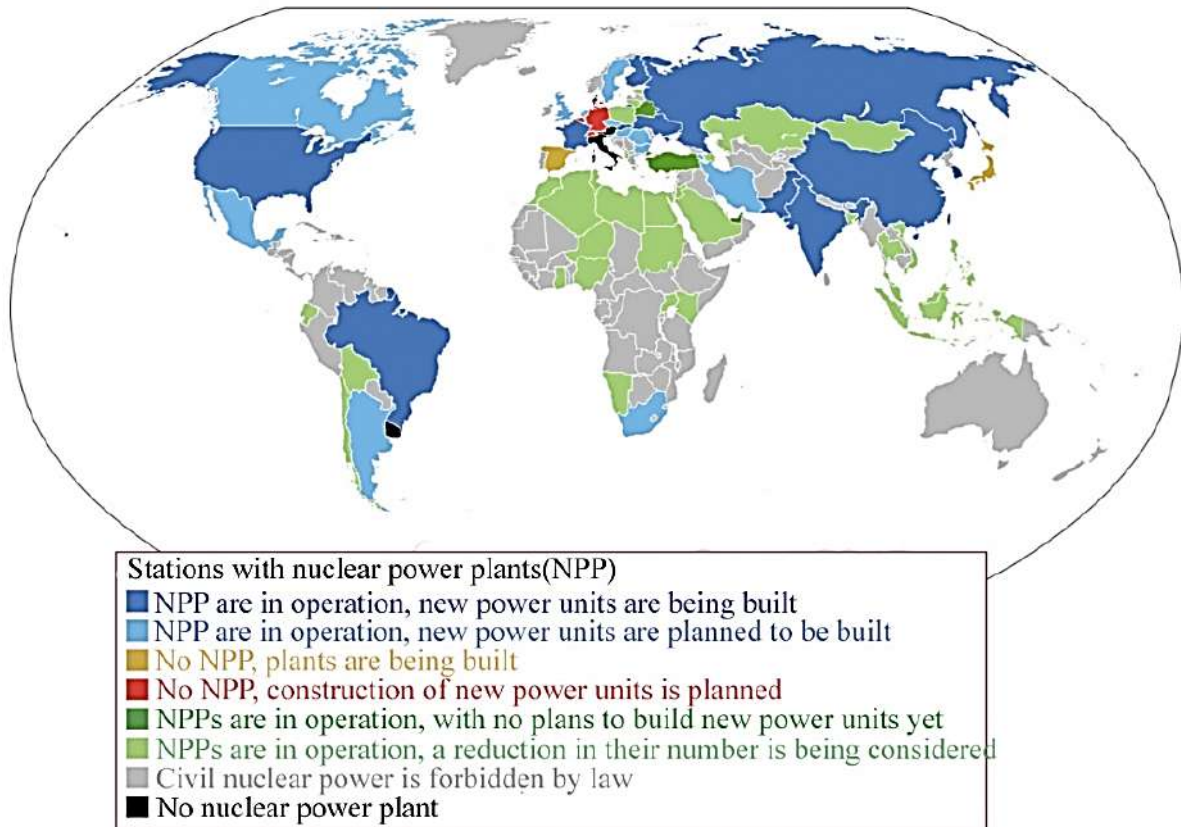 Stations with nuclear power plants(NPP)
NPP are in operation, new power units are being built
NPP are in operation, new power units are planned to be built
No NPP, plants are being built
No NPP, construction of new power units is planned
NPPs are in operation, with no plans to build new power units yet
NPPs are in operation, a reduction in their number is being considered
Civil nuclear power is forbidden by law
No nuclear power plant